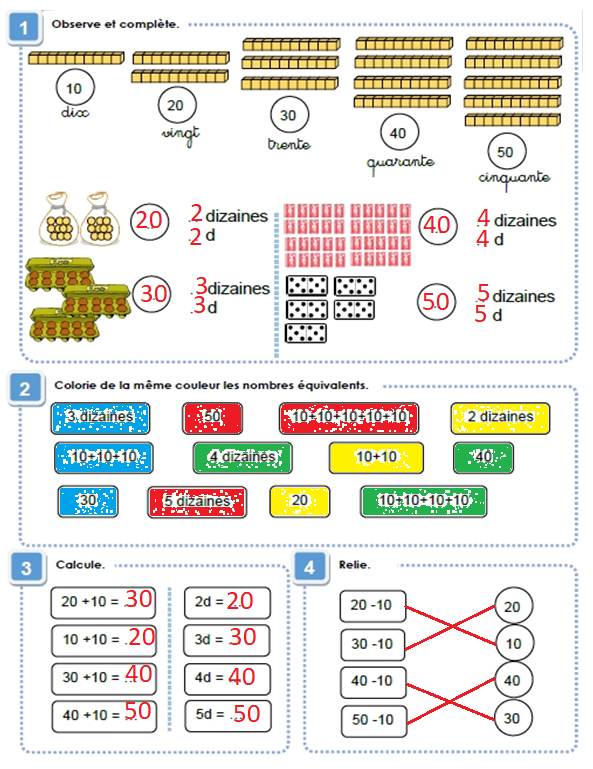 1 Observe et complète.
10 20 30 40 50
dix vingt trente quarante cinquante
20 2 dizaines
2 d
40 4 dizaines
4 d
30 .3dizaines
.3d
50 5 dizaines
5 d
2 Colorie de la même couleur les nombres équivalents.
3 dizaines 50 10+10+10+10+10 2 dizaines
10+10+10 4 dizaines 10+10 40
30 5 dizaines 20 10+10+10+10
3 Calcule.
20 +10 = 30 2d = 20
10 +10 = 20 3d = 30
30 +10 = 40 4d = 40
40 +10 = 50 5d = 50
4 Relie.
20 -10 20
30 -10 10
40 -10 40
50 -10 30